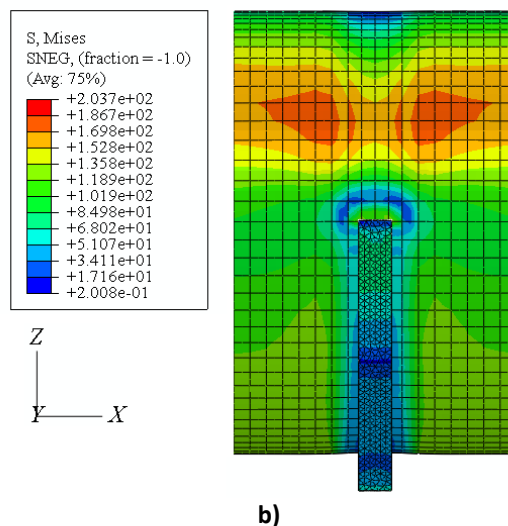 S, Mises
SNEG, (fraction = -1.0)
(Avg: 75%)
+2.037e+02
+1.867e+02
+1.698e+02
+1.528e+02
+1.358e+02
+1.189e+02
+1.019e+02
+8.498e+01
+6.802e+01
+5.107e+01
+3.411e+01
+1.716e+01
+2.008e-01
Z
Y X
b)